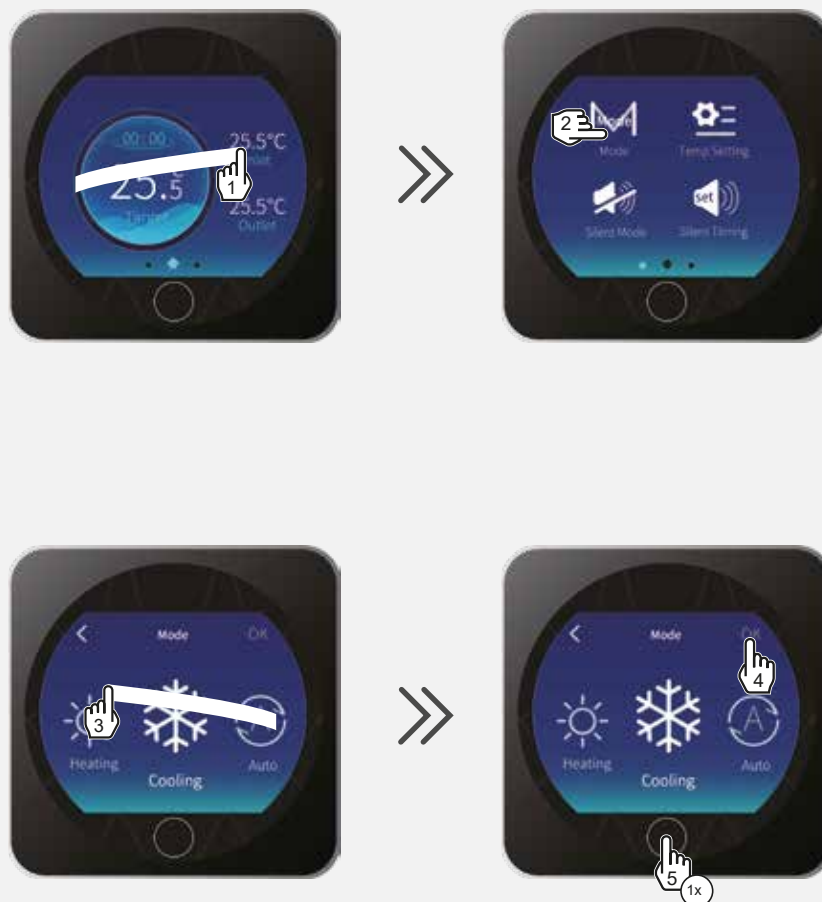 00:00
25.5
Target
25.5°C
1
25.5°C
Outlet
2
Mode
Mode
Temp Setting
Silent Mode
set
Silent Timing
Mode
OK
3
A
Heating
Cooling
Auto
Mode
OK
4
A
Heating
Cooling
Auto
5
1x